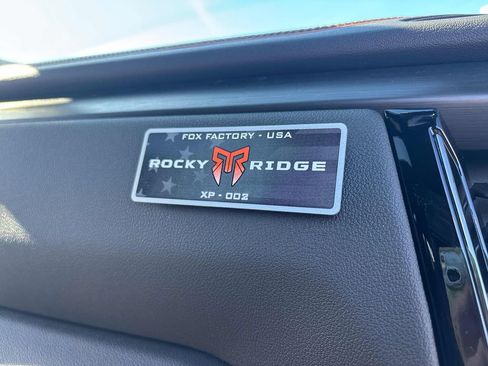 FOX FACTORY - USA
ROCKY RIDGE
XP - 002